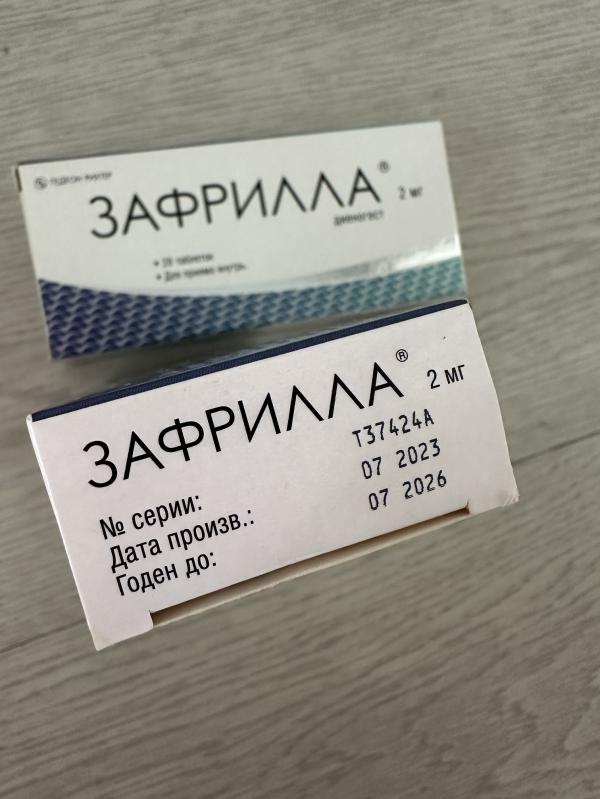 ГЕДЕОН РИХТЕР
ЗАФРИЛЛА® 2 мг
диеногест
• 28 таблеток
• Для приема внутрь
ЗАФРИЛЛА® 2 мг
№ серии: T37424A
Дата произв.: 07 2023
Годен до: 07 2026